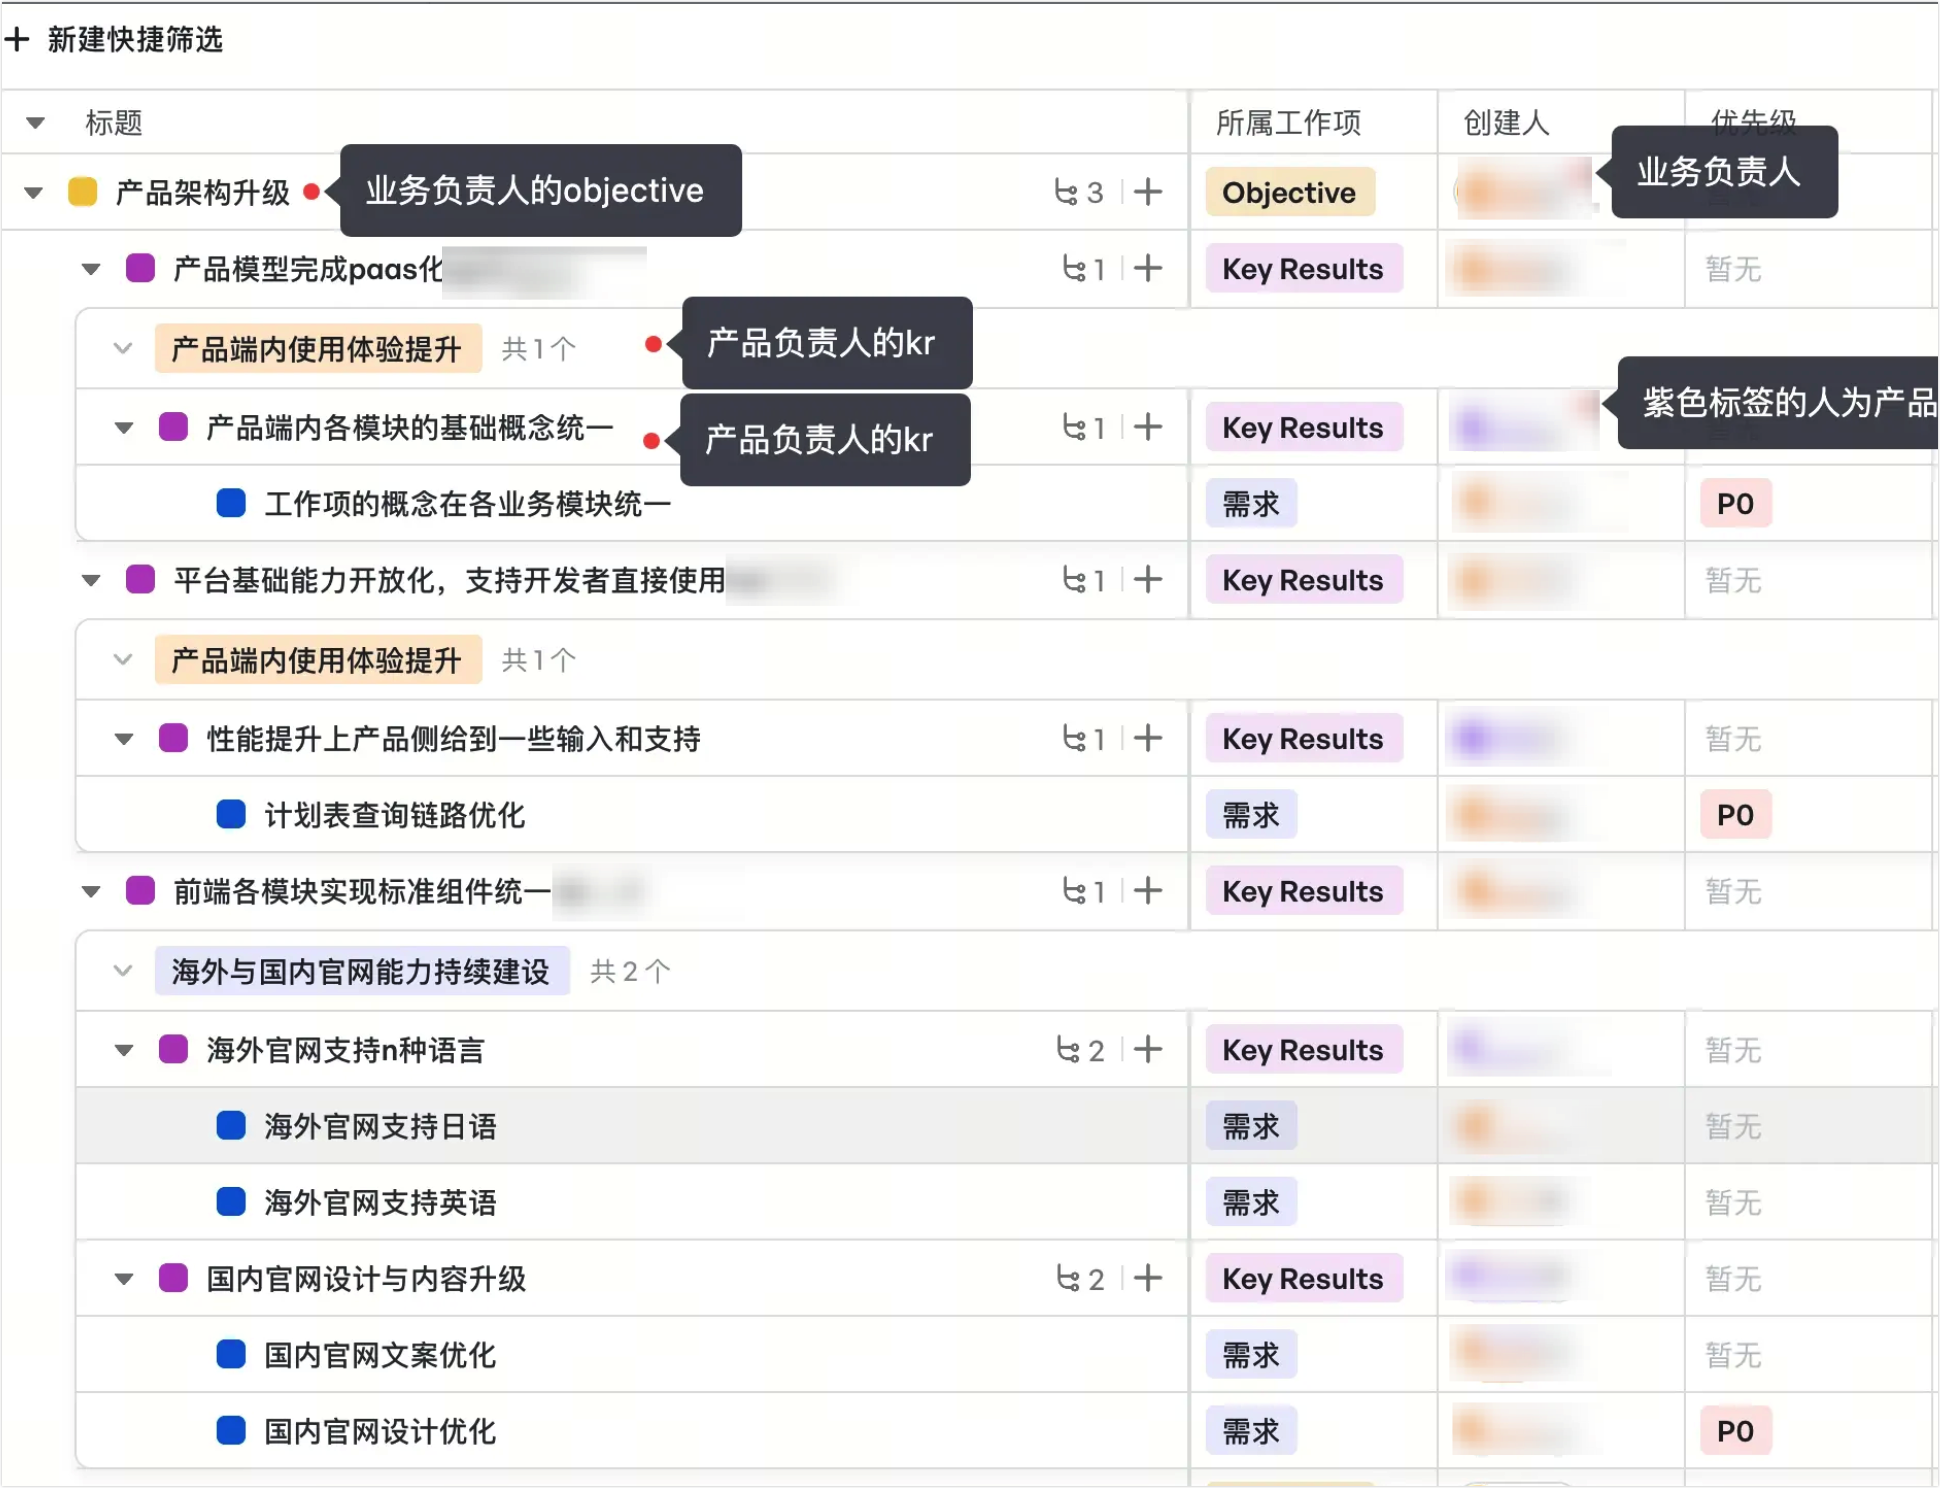 + 新建快捷筛选
标题 所属工作项 创建人 优先级
产品架构升级 业务负责人的objective 3 + Objective 业务负责人
产品模型完成paas化 1 + Key Results 暂无
产品端内使用体验提升 共 1 个 产品负责人的kr
产品端内各模块的基础概念统一 产品负责人的kr 1 + Key Results 紫色标签的人为产品
工作项的概念在各业务模块统一 需求 P0
平台基础能力开放化，支持开发者直接使用 1 + Key Results 暂无
产品端内使用体验提升 共 1 个
性能提升上产品侧给到一些输入和支持 1 + Key Results 暂无
计划表查询链路优化 需求 P0
前端各模块实现标准组件统一 1 + Key Results 暂无
海外与国内官网能力持续建设 共 2 个
海外官网支持n种语言 2 + Key Results 暂无
海外官网支持日语 需求 暂无
海外官网支持英语 需求 暂无
国内官网设计与内容升级 2 + Key Results 暂无
国内官网文案优化 需求 暂无
国内官网设计优化 需求 P0